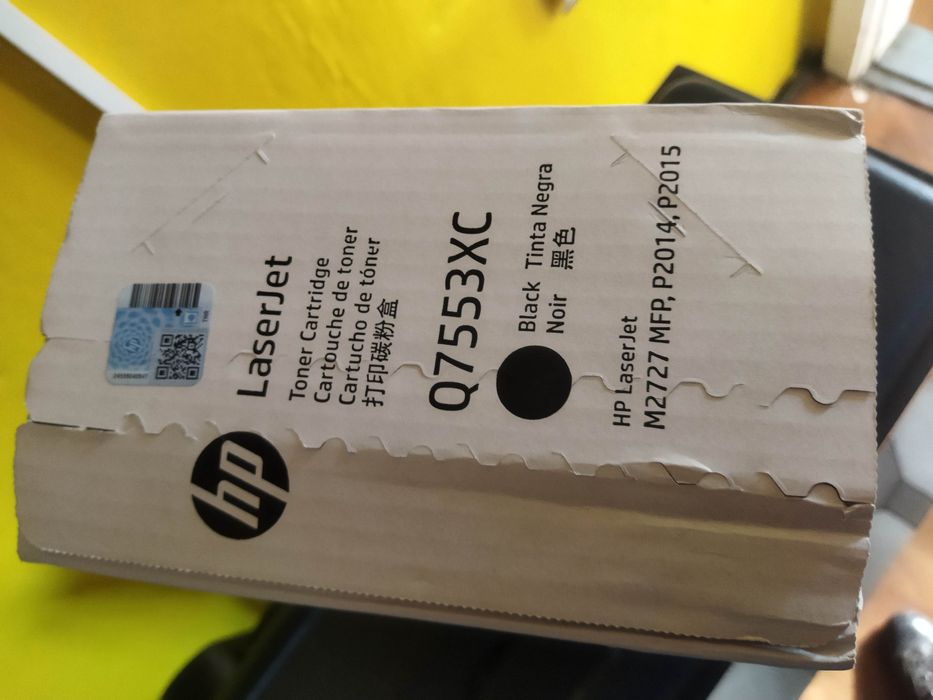 hp
LaserJet
Toner Cartridge
Cartouche de toner
Cartucho de tóner
打印碳粉盒
Q7553XC
Black Tinta Negra
Noir 黑色
HP LaserJet
M2727 MFP, P2014, P2015